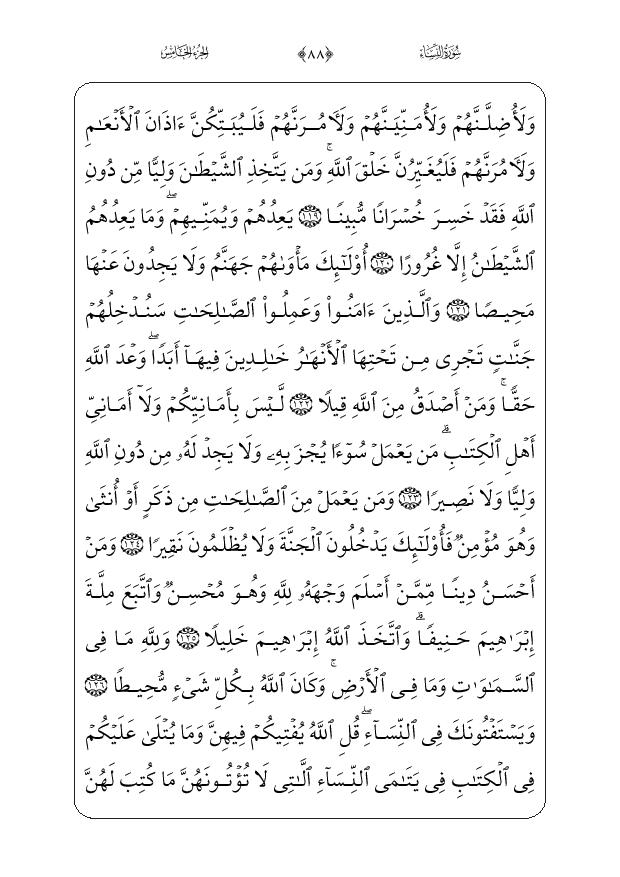 سُورَةُ النِّسَاءِ ﴿٨٨﴾ الجُزْءُ الخَامِسُ
وَلَأُضِلَّنَّهُمۡ وَلَأُمَنِّيَنَّهُمۡ وَلَأٓمُرَنَّهُمۡ فَلَيُبَتِّكُنَّ ءَاذَانَ ٱلۡأَنۡعَٰمِ
وَلَأٓمُرَنَّهُمۡ فَلَيُغَيِّرُنَّ خَلۡقَ ٱللَّهِۚ وَمَن يَتَّخِذِ ٱلشَّيۡطَٰنَ وَلِيّٗا مِّن دُونِ
ٱللَّهِ فَقَدۡ خَسِرَ خُسۡرَانٗا مُّبِينٗا ١١٩ يَعِدُهُمۡ وَيُمَنِّيهِمۡۖ وَمَا يَعِدُهُمُ
ٱلشَّيۡطَٰنُ إِلَّا غُرُورًا ١٢٠ أُوْلَٰٓئِكَ مَأۡوَىٰهُمۡ جَهَنَّمُ وَلَا يَجِدُونَ عَنۡهَا
مَحِيصٗا ١٢١ وَٱلَّذِينَ ءَامَنُواْ وَعَمِلُواْ ٱلصَّٰلِحَٰتِ سَنُدۡخِلُهُمۡ
جَنَّٰتٖ تَجۡرِي مِن تَحۡتِهَا ٱلۡأَنۡهَٰرُ خَٰلِدِينَ فِيهَآ أَبَدٗاۖ وَعۡدَ ٱللَّهِ
حَقّٗاۚ وَمَنۡ أَصۡدَقُ مِنَ ٱللَّهِ قِيلٗا ١٢٢ لَّيۡسَ بِأَمَانِيِّكُمۡ وَلَآ أَمَانِيِّ
أَهۡلِ ٱلۡكِتَٰبِۗ مَن يَعۡمَلۡ سُوٓءٗا يُجۡزَ بِهِۦ وَلَا يَجِدۡ لَهُۥ مِن دُونِ ٱللَّهِ
وَلِيّٗا وَلَا نَصِيرٗا ١٢٣ وَمَن يَعۡمَلۡ مِنَ ٱلصَّٰلِحَٰتِ مِن ذَكَرٍ أَوۡ أُنثَىٰ
وَهُوَ مُؤۡمِنٞ فَأُوْلَٰٓئِكَ يَدۡخُلُونَ ٱلۡجَنَّةَ وَلَا يُظۡلَمُونَ نَقِيرٗا ١٢٤ وَمَنۡ
أَحۡسَنُ دِينٗا مِّمَّنۡ أَسۡلَمَ وَجۡهَهُۥ لِلَّهِ وَهُوَ مُحۡسِنٞ وَٱتَّبَعَ مِلَّةَ
إِبۡرَٰهِيمَ حَنِيفٗاۗ وَٱتَّخَذَ ٱللَّهُ إِبۡرَٰهِيمَ خَلِيلٗا ١٢٥ وَلِلَّهِ مَا فِي
ٱلسَّمَٰوَٰتِ وَمَا فِي ٱلۡأَرۡضِۚ وَكَانَ ٱللَّهُ بِكُلِّ شَيۡءٖ مُّحِيطٗا ١٢٦
وَيَسۡتَفۡتُونَكَ فِي ٱلنِّسَآءِۖ قُلِ ٱللَّهُ يُفۡتِيكُمۡ فِيهِنَّ وَمَا يُتۡلَىٰ عَلَيۡكُمۡ
فِي ٱلۡكِتَٰبِ فِي يَتَٰمَى ٱلنِّسَآءِ ٱلَّٰتِي لَا تُؤۡتُونَهُنَّ مَا كُتِبَ لَهُنَّ